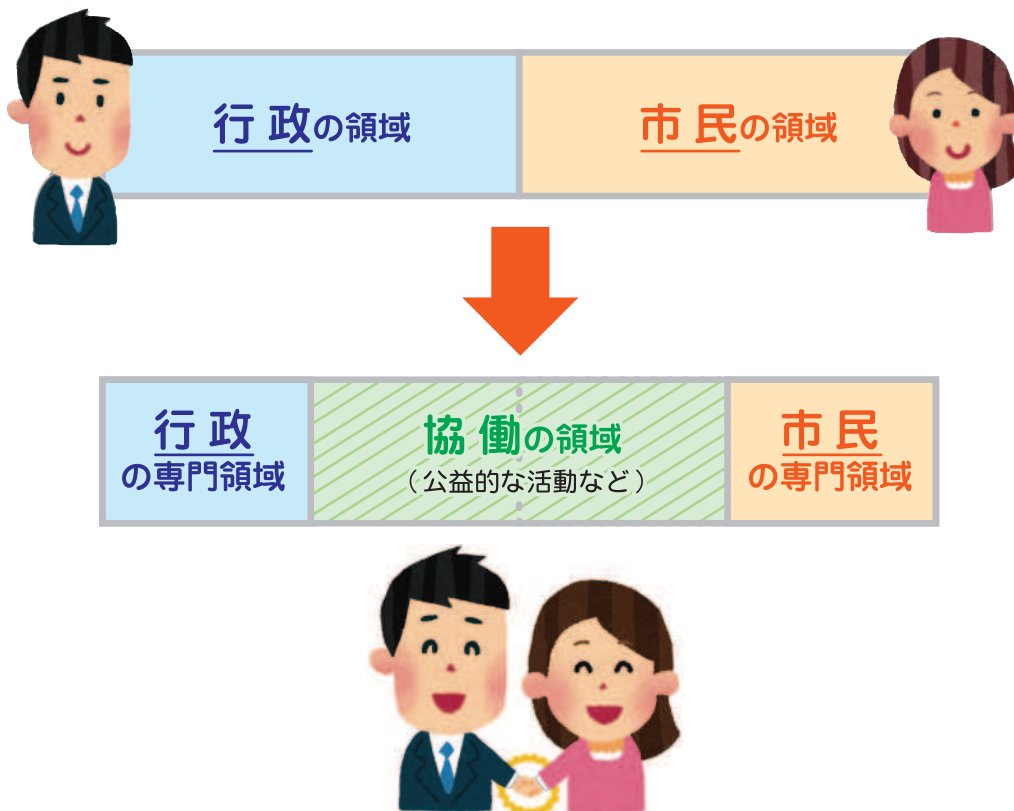 行政の領域
市民の領域
行政
の専門領域
協働の領域
（公益的な活動など）
市民
の専門領域